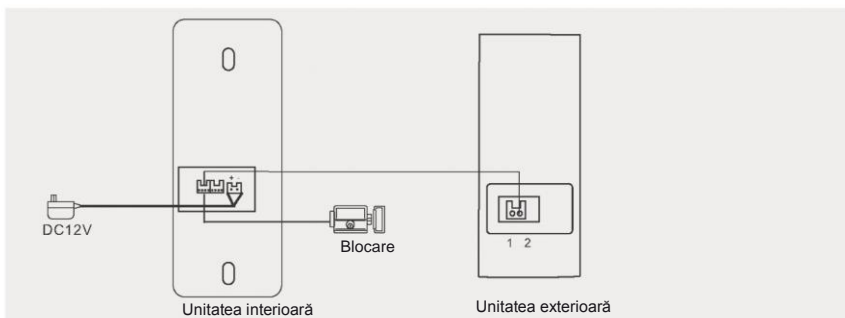 + -
DC12V
Blocare
1 2
Unitatea interioară
Unitatea exterioară